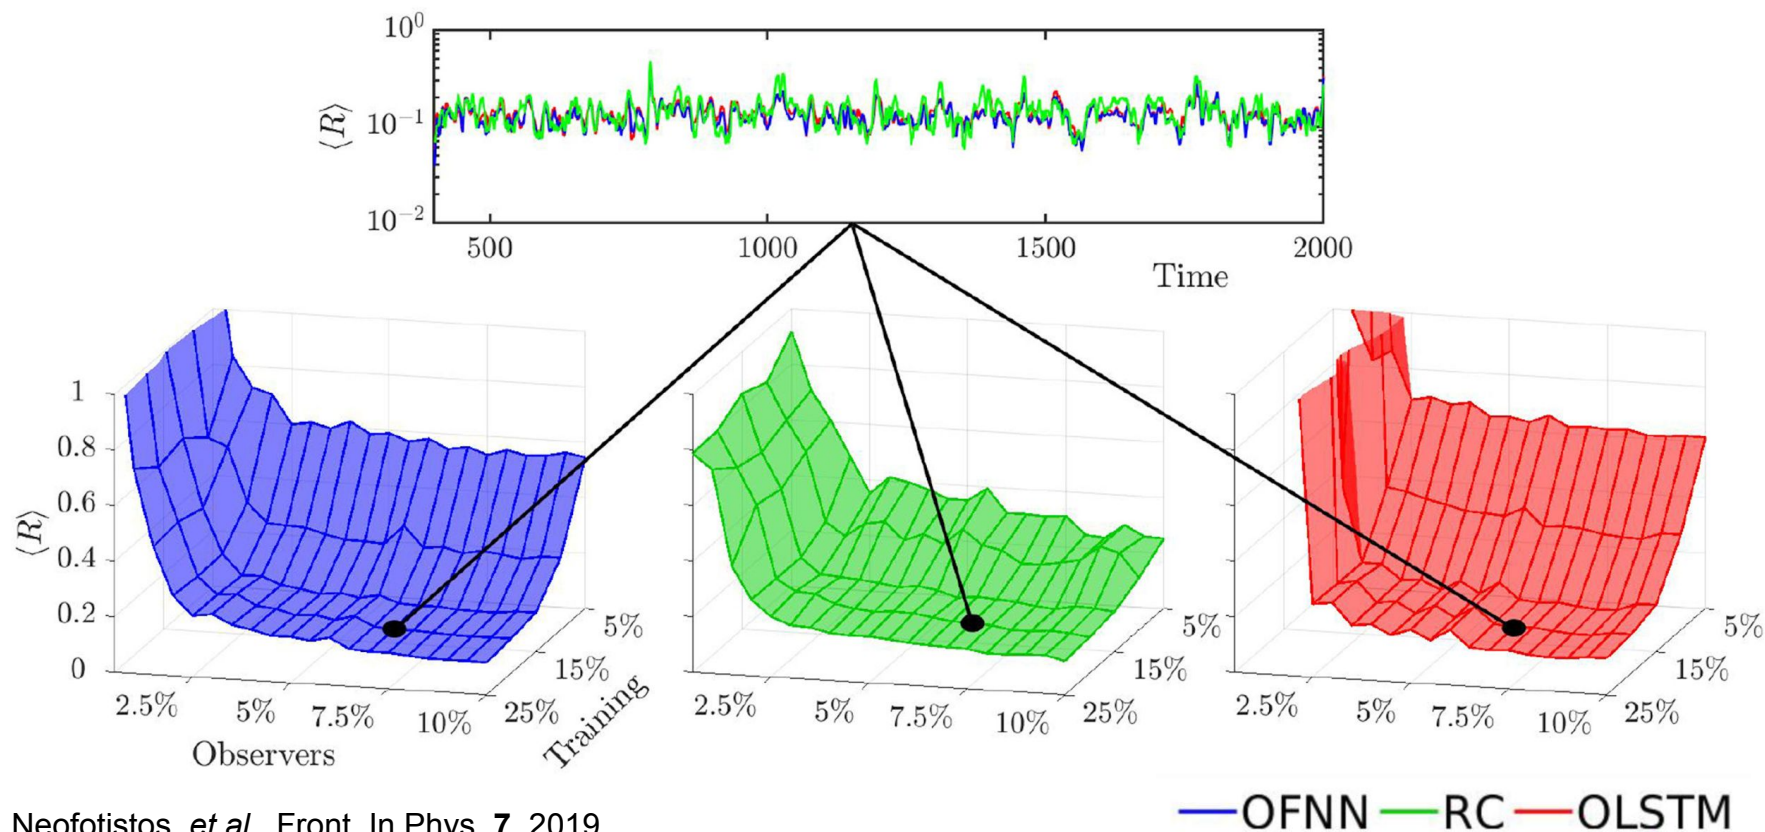 10⁰
10⁻¹
10⁻²
⟨R⟩
500 1000 1500 2000
Time
1
0.8
0.6
0.4
0.2
0
⟨R⟩
2.5% 5% 7.5% 10%
Observers
25% 15% 5%
Training
2.5% 5% 7.5% 10%
25% 15% 5%
2.5% 5% 7.5% 10%
25% 15% 5%
OFNN RC OLSTM
Neofotistos, et al., Front. In Phys. 7, 2019